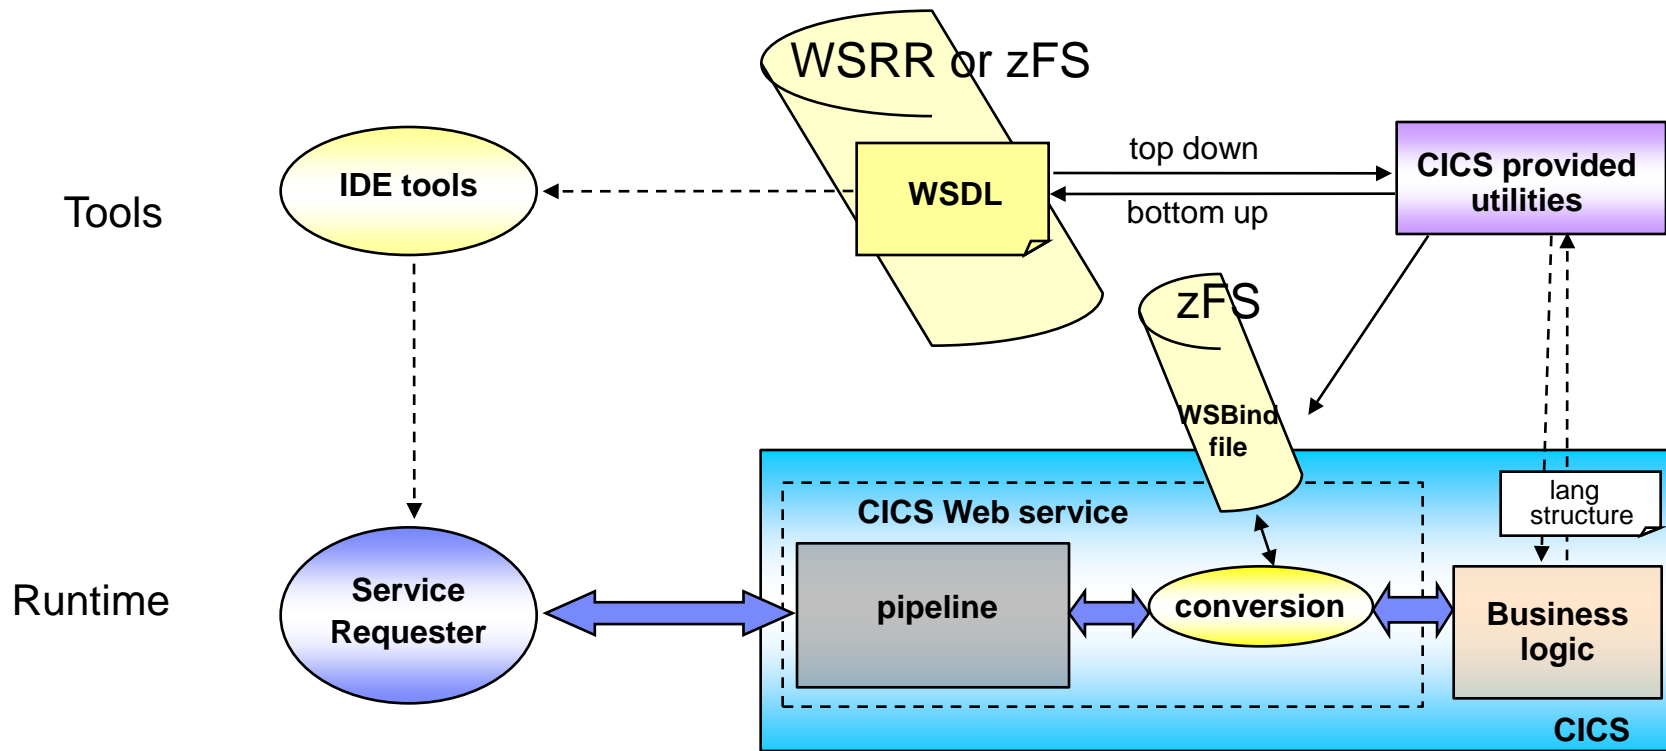 WSRR or zFS
top down
IDE tools
WSDL
CICS provided
utilities
Tools
bottom up
zFS
WSBind
file
lang
structure
CICS Web service
Service
Requester
Runtime
pipeline
conversion
Business
logic
CICS